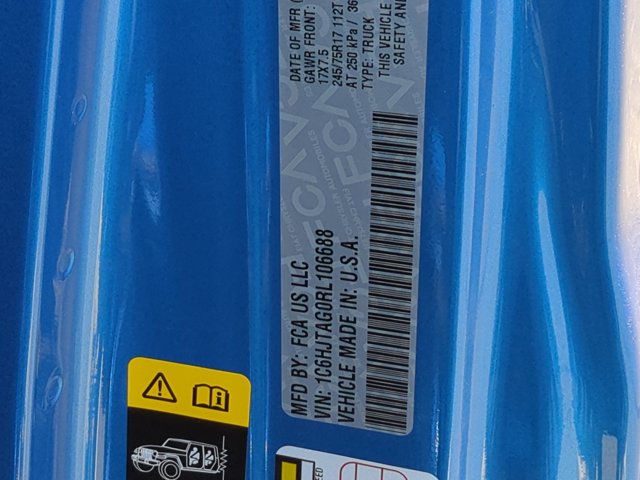 MFD BY: FCA US LLC
VIN: 1C6HJTAG0RL106688
VEHICLE MADE IN: U.S.A.
DATE OF MFR
GAWR FRONT:
17X7.5
245/75R17 112T
AT 250 kPa / 36
TYPE: TRUCK
THIS VEHICLE
SAFETY AND
FCA